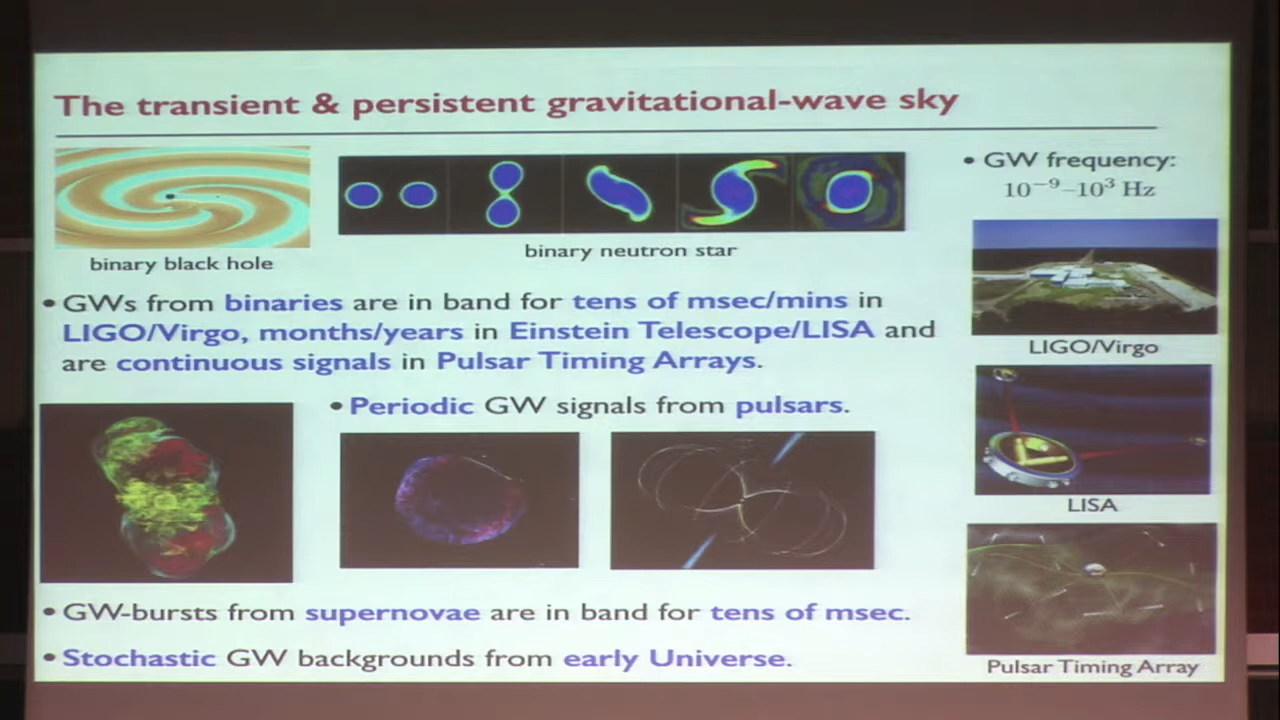 The transient & persistent gravitational-wave sky
• GW frequency:
10⁻⁹–10³ Hz
binary black hole
binary neutron star
LIGO/Virgo
• GWs from binaries are in band for tens of msec/mins in
LIGO/Virgo, months/years in Einstein Telescope/LISA and
are continuous signals in Pulsar Timing Arrays.
• Periodic GW signals from pulsars.
LISA
• GW-bursts from supernovae are in band for tens of msec.
• Stochastic GW backgrounds from early Universe.
Pulsar Timing Array